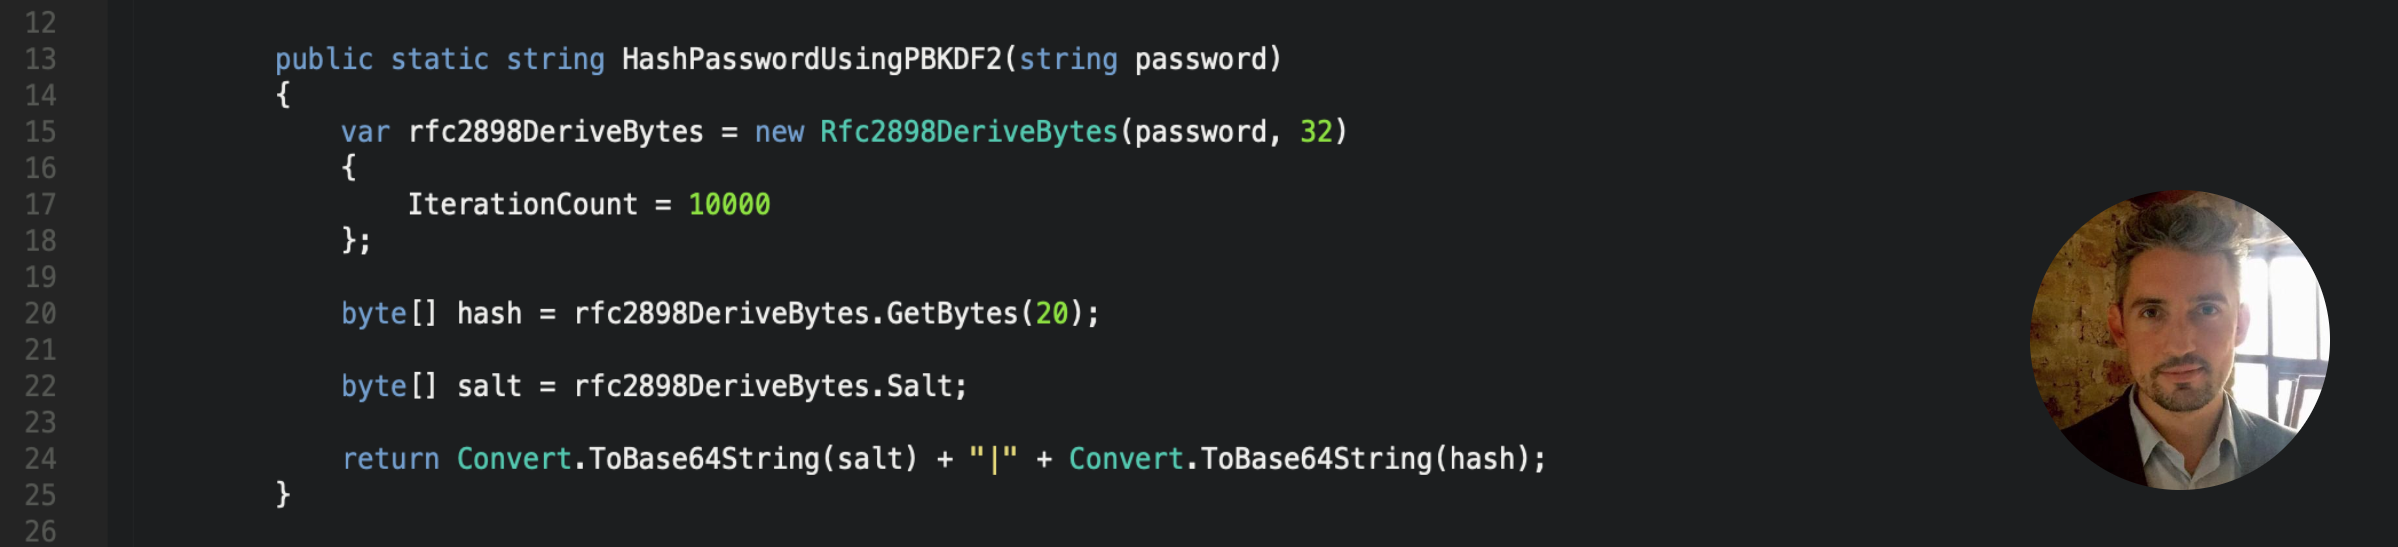 12
13 public static string HashPasswordUsingPBKDF2(string password)
14 {
15 var rfc2898DeriveBytes = new Rfc2898DeriveBytes(password, 32)
16 {
17 IterationCount = 10000
18 };
19
20 byte[] hash = rfc2898DeriveBytes.GetBytes(20);
21
22 byte[] salt = rfc2898DeriveBytes.Salt;
23
24 return Convert.ToBase64String(salt) + "|" + Convert.ToBase64String(hash);
25 }
26